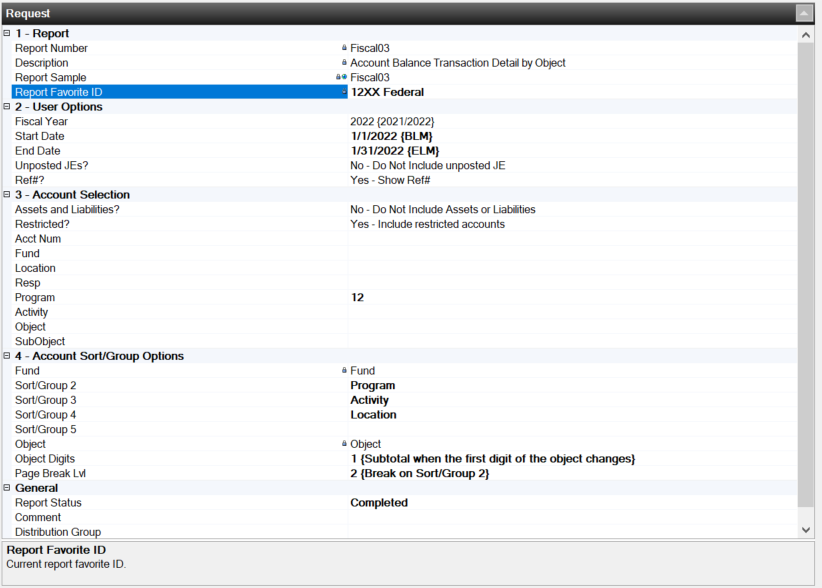 Request
1 - Report
Report Number Fiscal03
Description Account Balance Transaction Detail by Object
Report Sample Fiscal03
Report Favorite ID 12XX Federal
2 - User Options
Fiscal Year 2022 {2021/2022}
Start Date 1/1/2022 {BLM}
End Date 1/31/2022 {ELM}
Unposted JEs? No - Do Not Include unposted JE
Ref#? Yes - Show Ref#
3 - Account Selection
Assets and Liabilities? No - Do Not Include Assets or Liabilities
Restricted? Yes - Include restricted accounts
Acct Num
Fund
Location
Resp
Program 12
Activity
Object
SubObject
4 - Account Sort/Group Options
Fund Fund
Sort/Group 2 Program
Sort/Group 3 Activity
Sort/Group 4 Location
Sort/Group 5
Object Object
Object Digits 1 {Subtotal when the first digit of the object changes}
Page Break Lvl 2 {Break on Sort/Group 2}
General
Report Status Completed
Comment
Distribution Group
Report Favorite ID
Current report favorite ID.